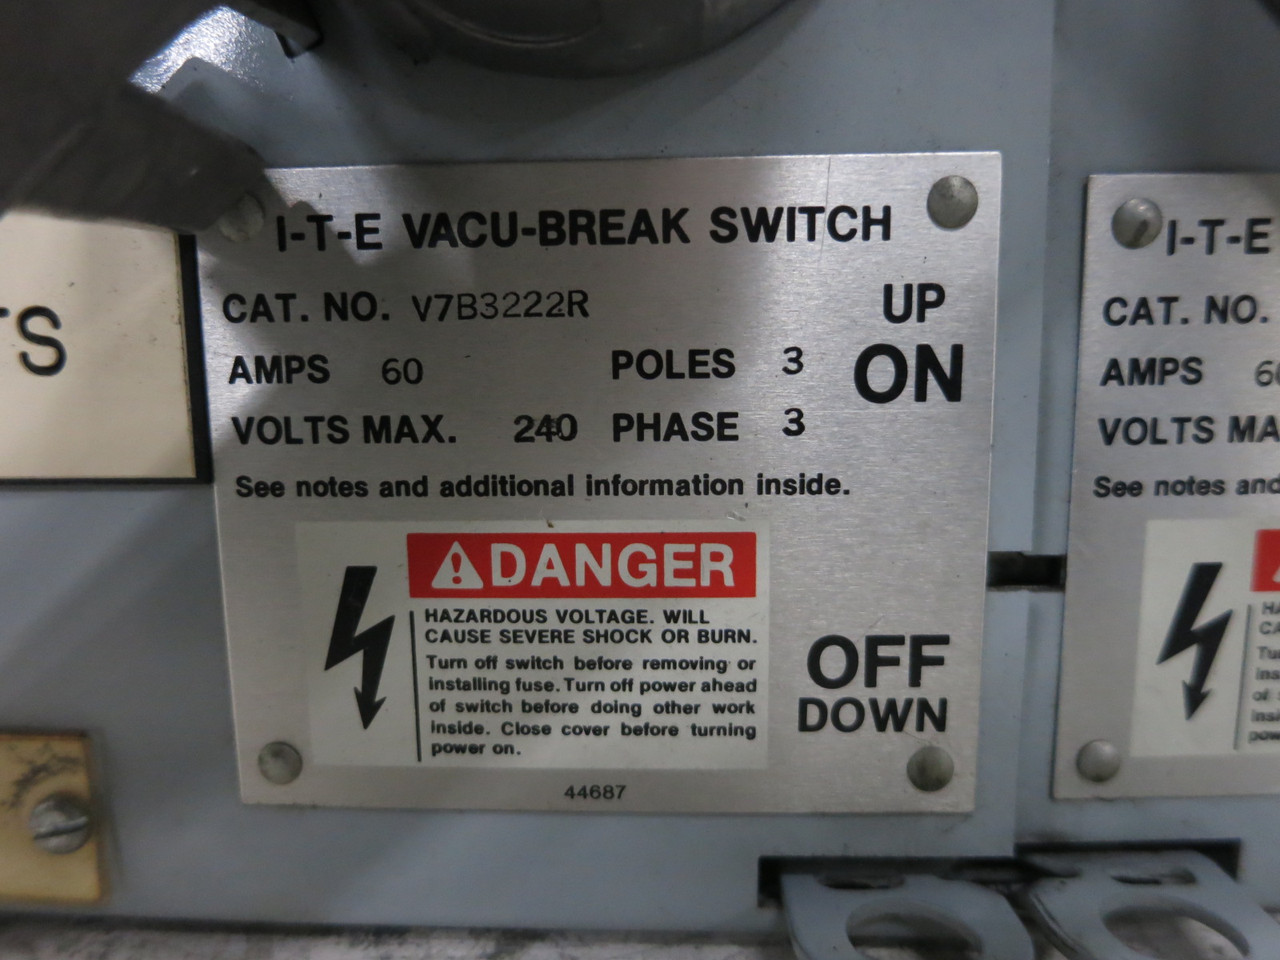 I-T-E VACU-BREAK SWITCH
CAT. NO. V7B3222R
AMPS 60 POLES 3
VOLTS MAX. 240 PHASE 3
UP
ON
See notes and additional information inside.
DANGER
HAZARDOUS VOLTAGE. WILL
CAUSE SEVERE SHOCK OR BURN.
Turn off switch before removing or
installing fuse. Turn off power ahead
of switch before doing other work
inside. Close cover before turning
power on.
OFF
DOWN
44687
TS
I-T-E
CAT. NO.
AMPS 60
VOLTS MA
See notes and